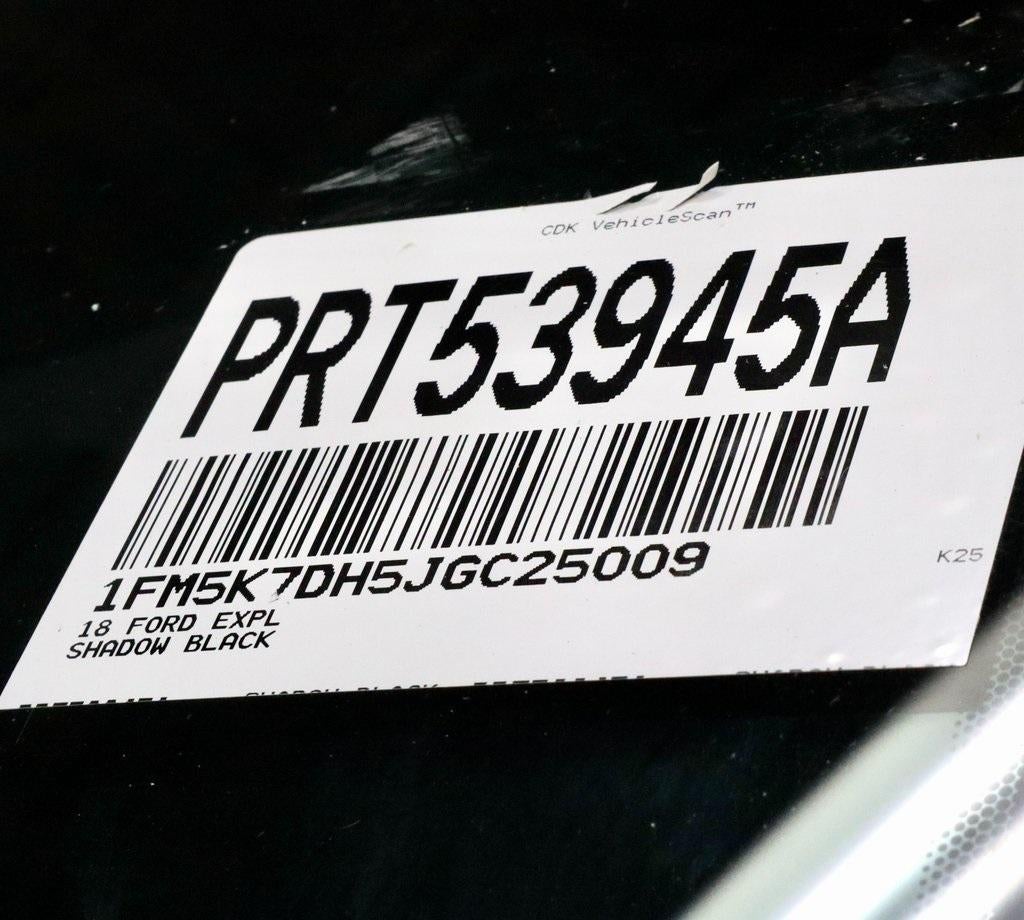 CDK VehicleScan™
PRT53945A
1FM5K7DH5JGC25009
K25
18 FORD EXPL
SHADOW BLACK